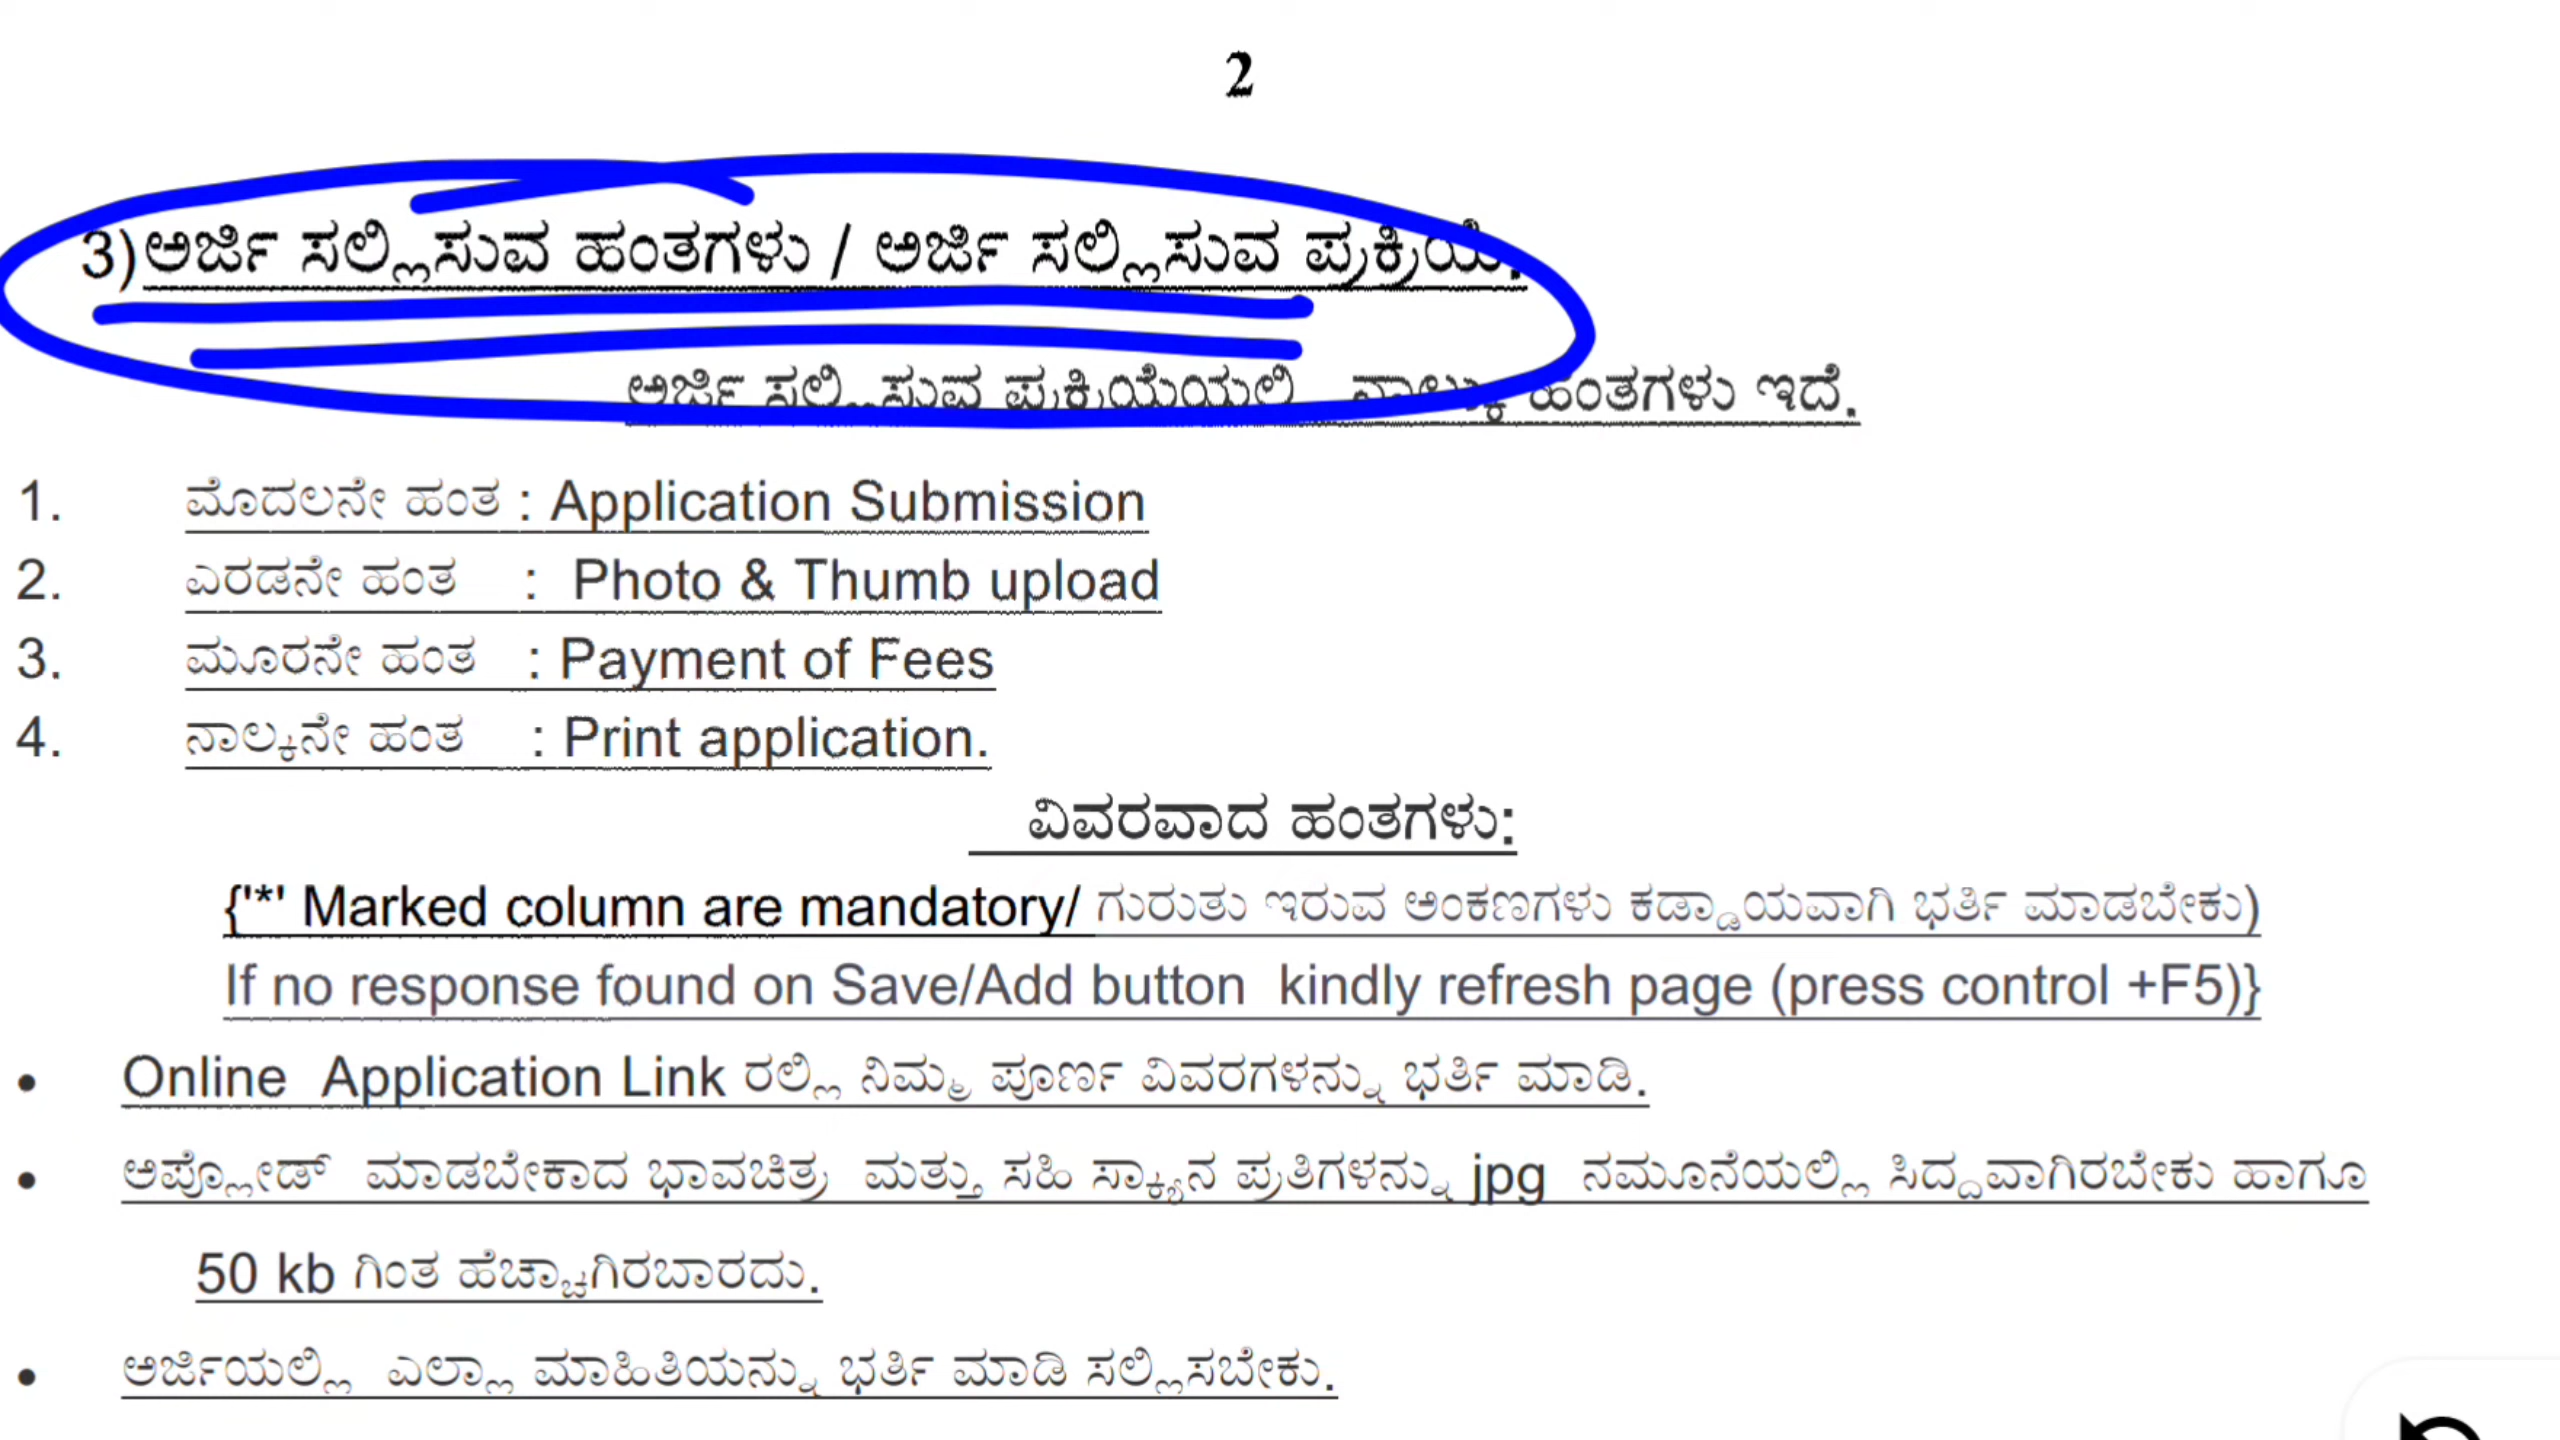 2
3)ಅರ್ಜಿ ಸಲ್ಲಿಸುವ ಹಂತಗಳು / ಅರ್ಜಿ ಸಲ್ಲಿಸುವ ಪ್ರಕ್ರಿಯೆ.
ಅರ್ಜಿ ಸಲ್ಲಿಸುವ ಪ್ರಕ್ರಿಯೆಯಲ್ಲಿ ನಾಲ್ಕು ಹಂತಗಳು ಇದೆ.
1. ಮೊದಲನೇ ಹಂತ : Application Submission
2. ಎರಡನೇ ಹಂತ : Photo & Thumb upload
3. ಮೂರನೇ ಹಂತ : Payment of Fees
4. ನಾಲ್ಕನೇ ಹಂತ : Print application.
ವಿವರವಾದ ಹಂತಗಳು:
{'*' Marked column are mandatory/ ಗುರುತು ಇರುವ ಅಂಕಣಗಳು ಕಡ್ಡಾಯವಾಗಿ ಭರ್ತಿ ಮಾಡಬೇಕು)
If no response found on Save/Add button kindly refresh page (press control +F5)}
• Online Application Link ರಲ್ಲಿ ನಿಮ್ಮ ಪೂರ್ಣ ವಿವರಗಳನ್ನು ಭರ್ತಿ ಮಾಡಿ.
• ಅಪ್ಲೋಡ್ ಮಾಡಬೇಕಾದ ಭಾವಚಿತ್ರ ಮತ್ತು ಸಹಿ ಸ್ಕ್ಯಾನ ಪ್ರತಿಗಳನ್ನು jpg ನಮೂನೆಯಲ್ಲಿ ಸಿದ್ದವಾಗಿರಬೇಕು ಹಾಗೂ
50 kb ಗಿಂತ ಹೆಚ್ಚಾಗಿರಬಾರದು.
• ಅರ್ಜಿಯಲ್ಲಿ ಎಲ್ಲಾ ಮಾಹಿತಿಯನ್ನು ಭರ್ತಿ ಮಾಡಿ ಸಲ್ಲಿಸಬೇಕು.